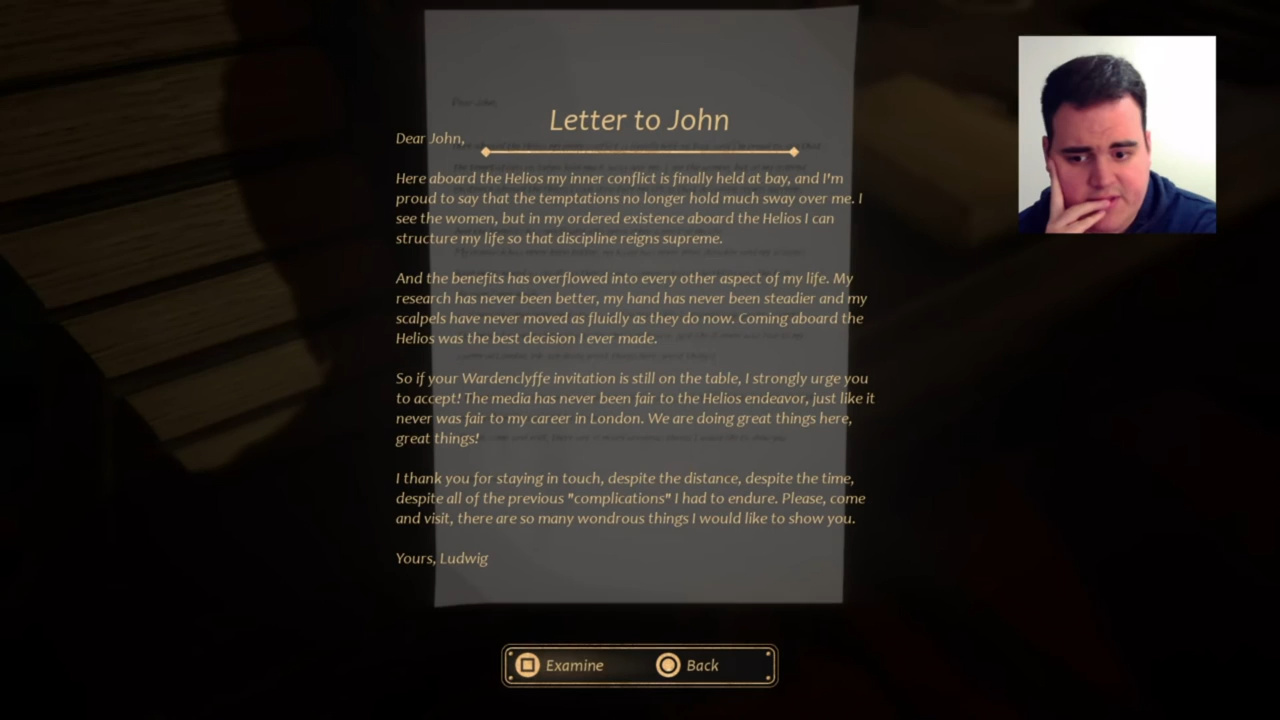 Letter to John
Dear John,
Here aboard the Helios my inner conflict is finally held at bay, and I'm
proud to say that the temptations no longer hold much sway over me. I
see the women, but in my ordered existence aboard the Helios I can
structure my life so that discipline reigns supreme.
And the benefits has overflowed into every other aspect of my life. My
research has never been better, my hand has never been steadier and my
scalpels have never moved as fluidly as they do now. Coming aboard the
Helios was the best decision I ever made.
So if your Wardenclyffe invitation is still on the table, I strongly urge you
to accept! The media has never been fair to the Helios endeavor, just like it
never was fair to my career in London. We are doing great things here,
great things!
I thank you for staying in touch, despite the distance, despite the time,
despite all of the previous "complications" I had to endure. Please, come
and visit, there are so many wondrous things I would like to show you.
Yours, Ludwig
Examine
Back